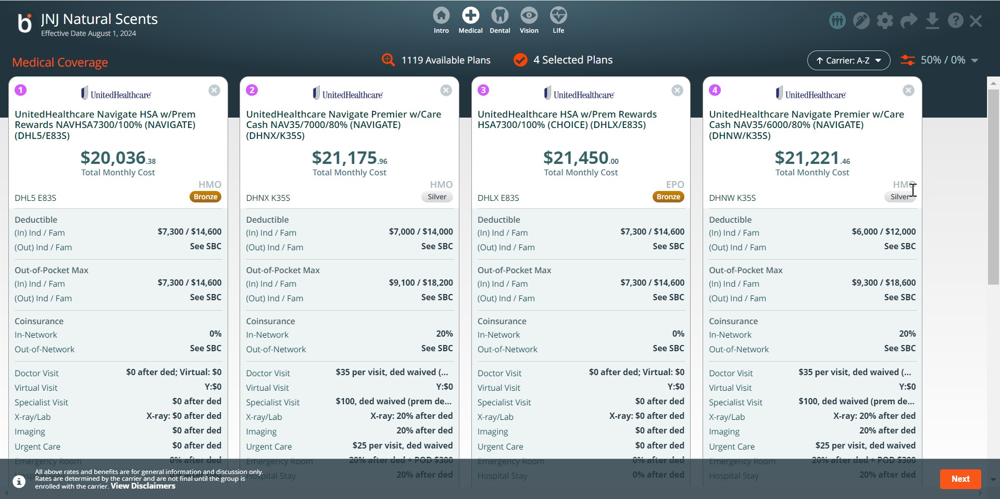 JNJ Natural Scents
Effective Date August 1, 2024
Intro
Medical
Dental
Vision
Life
Medical Coverage
1119 Available Plans
4 Selected Plans
↑ Carrier: A-Z
50% / 0%
1
UnitedHealthcare
UnitedHealthcare Navigate HSA w/Prem
Rewards NAVHSA7300/100% (NAVIGATE)
(DHL5/E83S)
$20,036.38
Total Monthly Cost
HMO
DHL5 E83S
Bronze
Deductible
(In) Ind / Fam $7,300 / $14,600
(Out) Ind / Fam See SBC
Out-of-Pocket Max
(In) Ind / Fam $7,300 / $14,600
(Out) Ind / Fam See SBC
Coinsurance
In-Network 0%
Out-of-Network See SBC
Doctor Visit $0 after ded; Virtual: $0
Virtual Visit Y:$0
Specialist Visit $0 after ded
X-ray/Lab X-ray: $0 after ded
Imaging $0 after ded
Urgent Care $0 after ded
Emergency Room 0% after ded
2
UnitedHealthcare
UnitedHealthcare Navigate Premier w/Care
Cash NAV35/7000/80% (NAVIGATE)
(DHNX/K35S)
$21,175.96
Total Monthly Cost
HMO
DHNX K35S
Silver
Deductible
(In) Ind / Fam $7,000 / $14,000
(Out) Ind / Fam See SBC
Out-of-Pocket Max
(In) Ind / Fam $9,100 / $18,200
(Out) Ind / Fam See SBC
Coinsurance
In-Network 20%
Out-of-Network See SBC
Doctor Visit $35 per visit, ded waived (...
Virtual Visit Y:$0
Specialist Visit $100, ded waived (prem de...
X-ray/Lab X-ray: 20% after ded
Imaging 20% after ded
Urgent Care $25 per visit, ded waived
Emergency Room 20% after ded + POD $300
Hospital Stay 20% after ded
3
UnitedHealthcare
UnitedHealthcare HSA w/Prem Rewards
HSA7300/100% (CHOICE) (DHLX/E83S)
$21,450.00
Total Monthly Cost
EPO
DHLX E83S
Bronze
Deductible
(In) Ind / Fam $7,300 / $14,600
(Out) Ind / Fam See SBC
Out-of-Pocket Max
(In) Ind / Fam $7,300 / $14,600
(Out) Ind / Fam See SBC
Coinsurance
In-Network 0%
Out-of-Network See SBC
Doctor Visit $0 after ded; Virtual: $0
Virtual Visit Y:$0
Specialist Visit $0 after ded
X-ray/Lab X-ray: $0 after ded
Imaging $0 after ded
Urgent Care $0 after ded
Emergency Room 0% after ded
Hospital Stay 0% after ded
4
UnitedHealthcare
UnitedHealthcare Navigate Premier w/Care
Cash NAV35/6000/80% (NAVIGATE)
(DHNW/K35S)
$21,221.46
Total Monthly Cost
HMO
DHNW K35S
Silver
Deductible
(In) Ind / Fam $6,000 / $12,000
(Out) Ind / Fam See SBC
Out-of-Pocket Max
(In) Ind / Fam $9,300 / $18,600
(Out) Ind / Fam See SBC
Coinsurance
In-Network 20%
Out-of-Network See SBC
Doctor Visit $35 per visit, ded waived (...
Virtual Visit Y:$0
Specialist Visit $100, ded waived (prem de...
X-ray/Lab X-ray: 20% after ded
Imaging 20% after ded
Urgent Care $25 per visit, ded waived
Emergency Room 20% after ded + POD $300
Hospital Stay 20% after ded
All above rates and benefits are for general information and discussion only.
Rates are determined by the carrier and are not final until the group is
enrolled with the carrier. View Disclaimers
Next